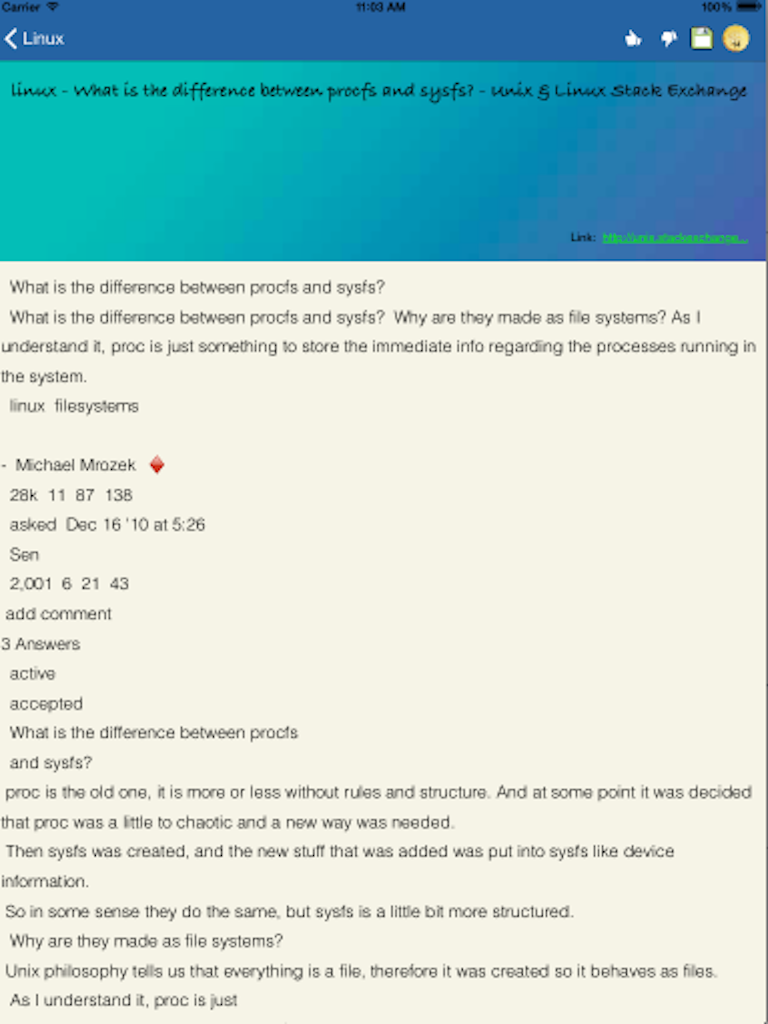 Carrier 11:03 AM 100%
Linux
linux - What is the difference between procfs and sysfs? - Unix & Linux Stack Exchange
Link: http://unix.stackexchange...
What is the difference between procfs and sysfs?
What is the difference between procfs and sysfs? Why are they made as file systems? As I
understand it, proc is just something to store the immediate info regarding the processes running in
the system.
linux filesystems
- Michael Mrozek
28k 11 87 138
asked Dec 16 '10 at 5:26
Sen
2,001 6 21 43
add comment
3 Answers
active
accepted
What is the difference between procfs
and sysfs?
proc is the old one, it is more or less without rules and structure. And at some point it was decided
that proc was a little to chaotic and a new way was needed.
Then sysfs was created, and the new stuff that was added was put into sysfs like device
information.
So in some sense they do the same, but sysfs is a little bit more structured.
Why are they made as file systems?
Unix philosophy tells us that everything is a file, therefore it was created so it behaves as files.
As I understand it, proc is just